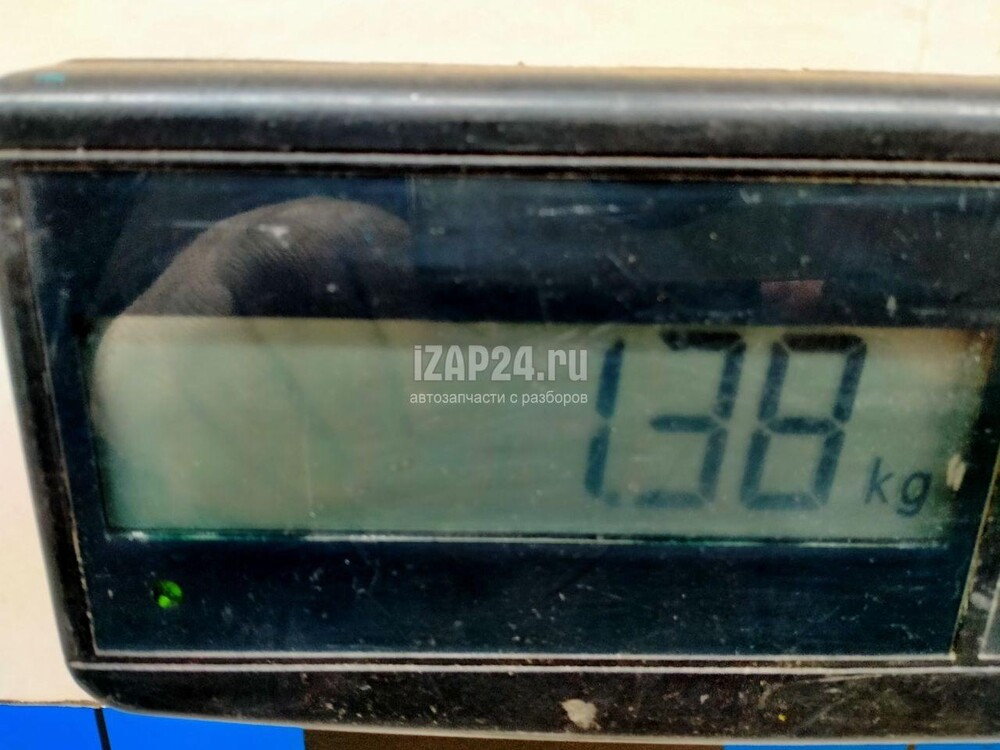 iZAP24.ru
автозапчасти с разборов
1.38 kg